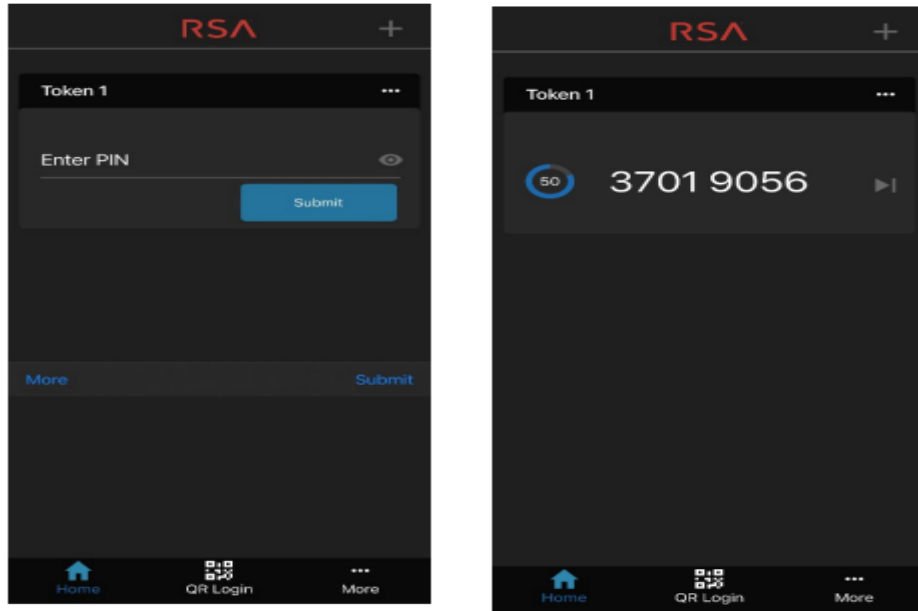 RSA
Token 1
Enter PIN
Submit
More Submit
Home QR Login More
RSA
Token 1
50 3701 9056
Home QR Login More